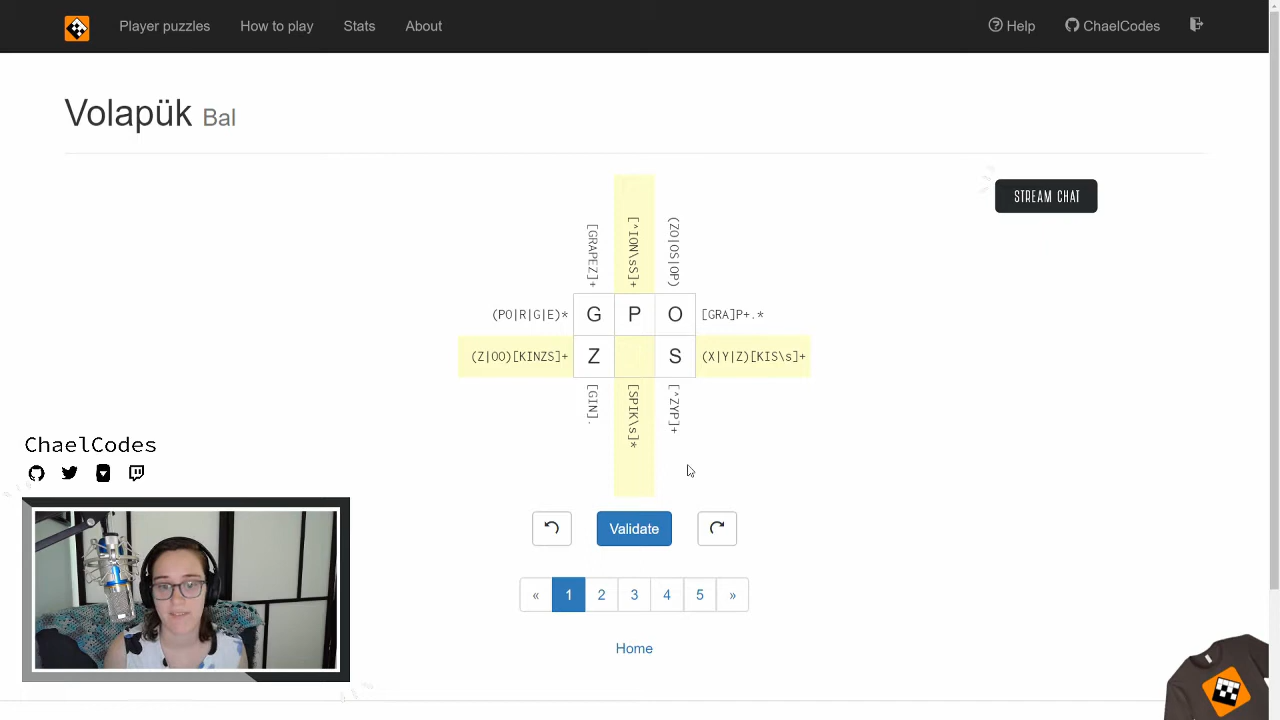 Player puzzles How to play Stats About Help ChaelCodes
Volapük Bal
STREAM CHAT
[GRAPEZ]+
[^ION\sS]+
(ZO|OS|OP)
(PO|R|G|E)* G P O [GRA]P+.*
(Z|OO)[KINZS]+ Z S (X|Y|Z)[KIS\s]+
[GIN].
[SPIK\s]*
[^ZYP]+
ChaelCodes
Validate
« 1 2 3 4 5 »
Home